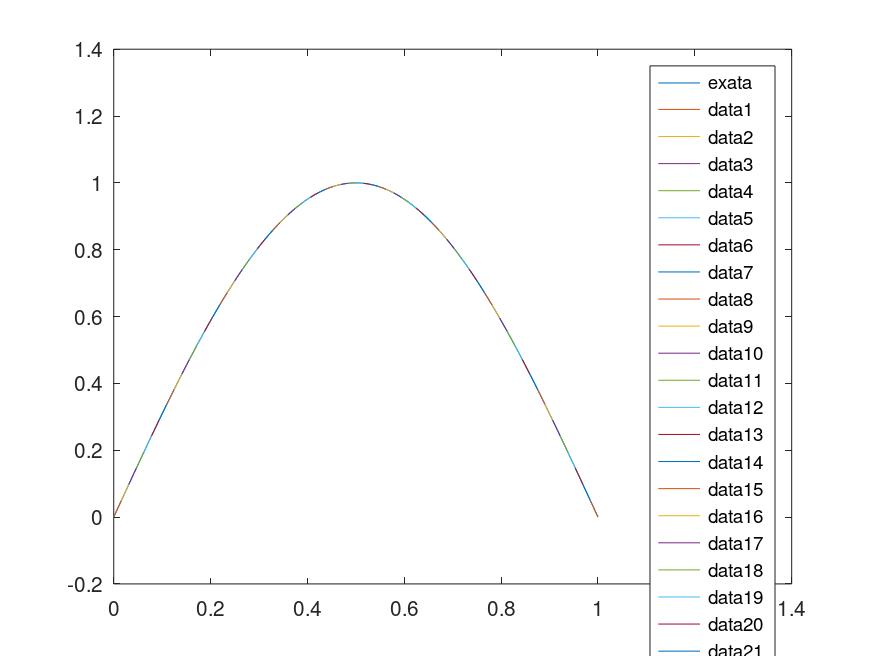 1.4
1.2
1
0.8
0.6
0.4
0.2
0
-0.2
0
0.2
0.4
0.6
0.8
1
1.4
exata
data1
data2
data3
data4
data5
data6
data7
data8
data9
data10
data11
data12
data13
data14
data15
data16
data17
data18
data19
data20
data21